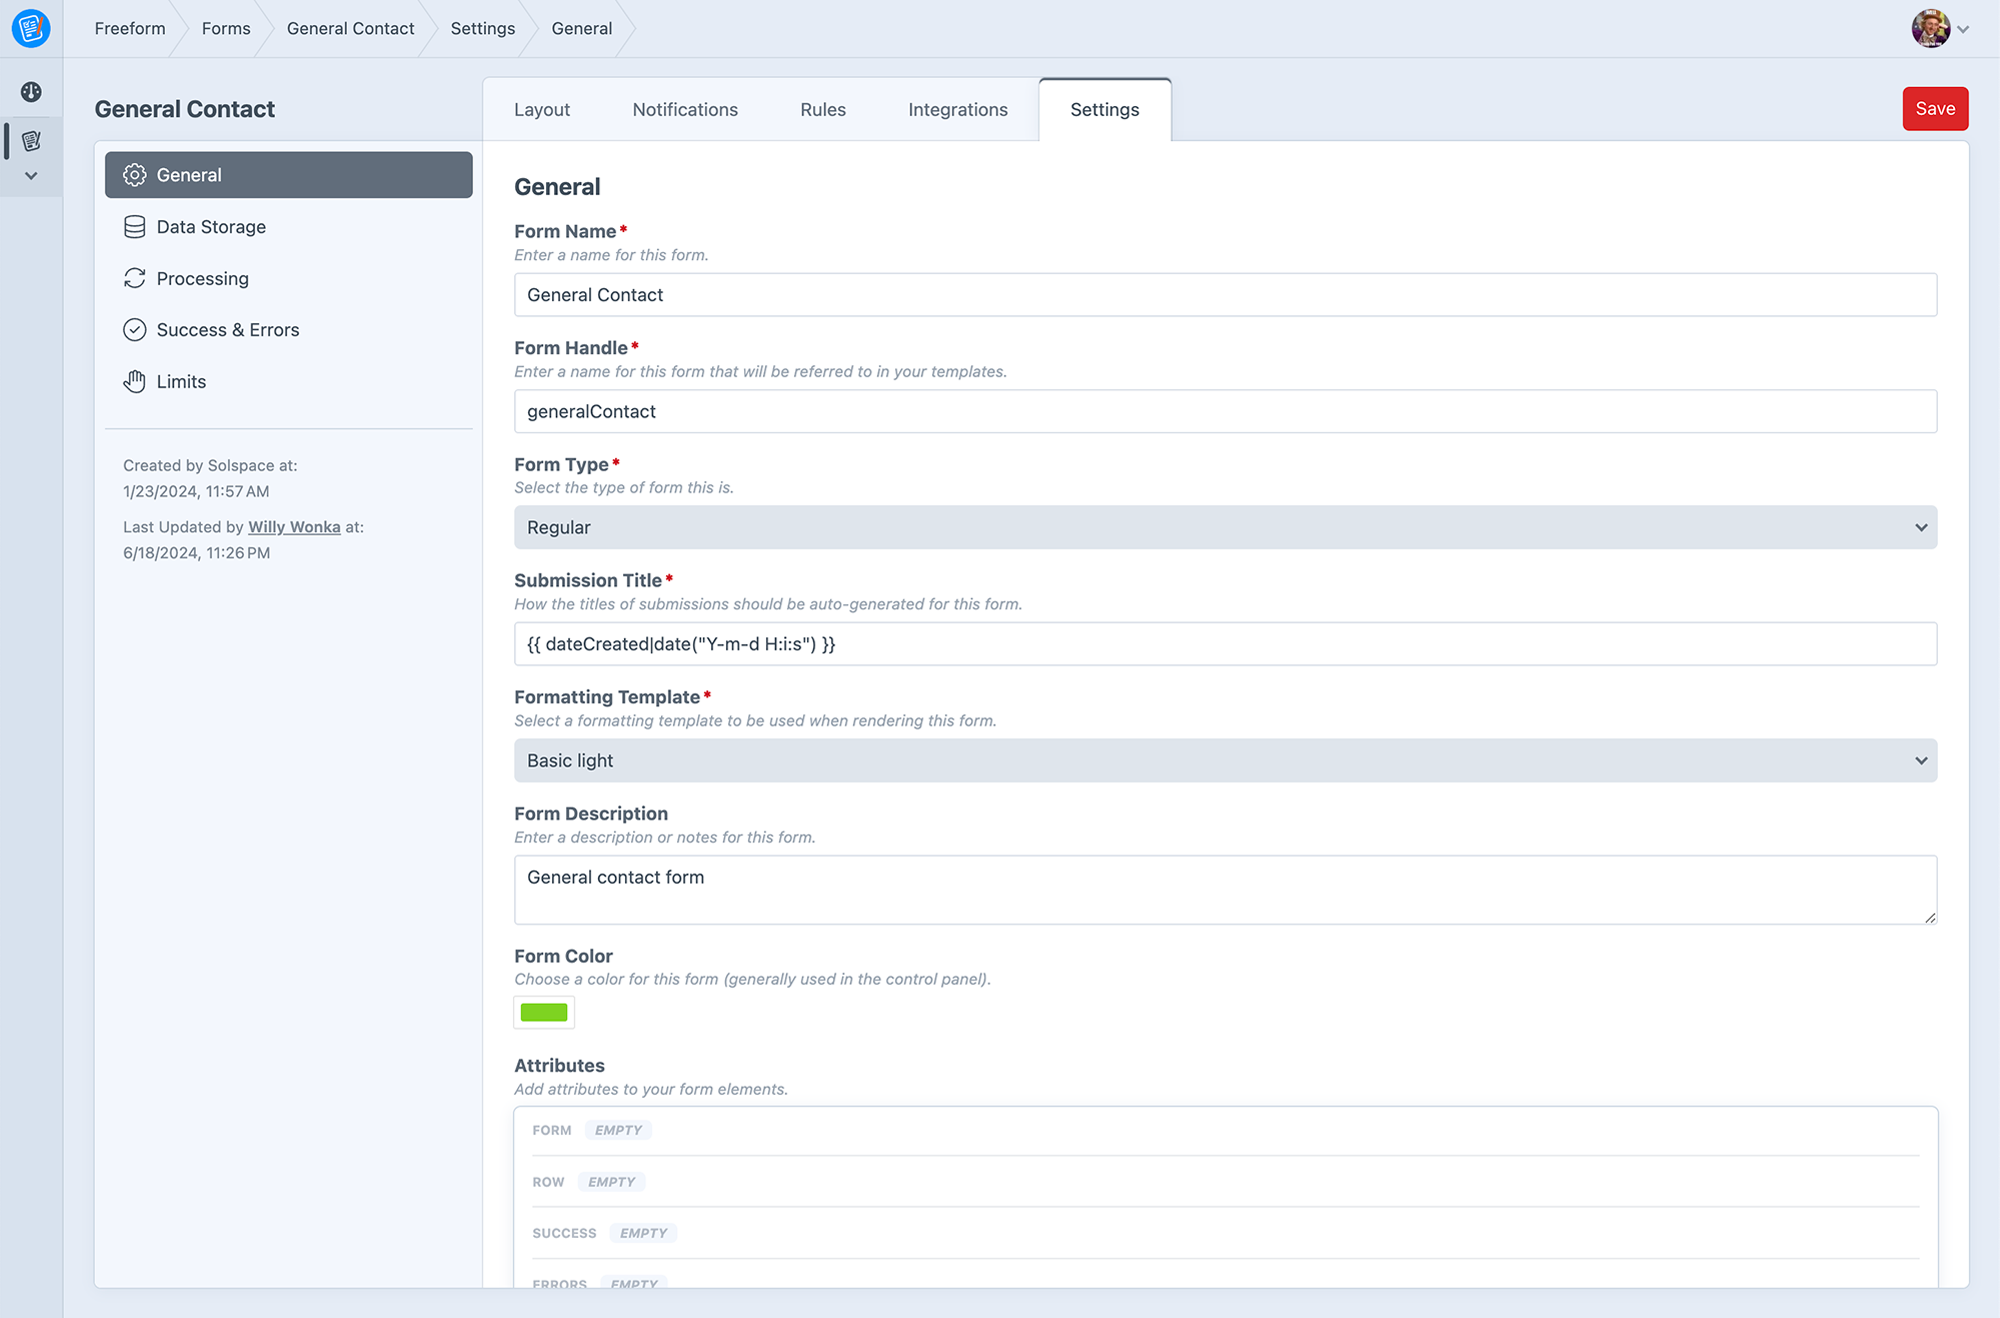 Freeform
Forms
General Contact
Settings
General
General Contact
Layout
Notifications
Rules
Integrations
Settings
Save
General
Data Storage
Processing
Success & Errors
Limits
Created by Solspace at:
1/23/2024, 11:57 AM
Last Updated by Willy Wonka at:
6/18/2024, 11:26 PM
General
Form Name*
Enter a name for this form.
General Contact
Form Handle*
Enter a name for this form that will be referred to in your templates.
generalContact
Form Type*
Select the type of form this is.
Regular
Submission Title*
How the titles of submissions should be auto-generated for this form.
{{ dateCreated|date("Y-m-d H:i:s") }}
Formatting Template*
Select a formatting template to be used when rendering this form.
Basic light
Form Description
Enter a description or notes for this form.
General contact form
Form Color
Choose a color for this form (generally used in the control panel).
Attributes
Add attributes to your form elements.
FORM EMPTY
ROW EMPTY
SUCCESS EMPTY
ERRORS EMPTY